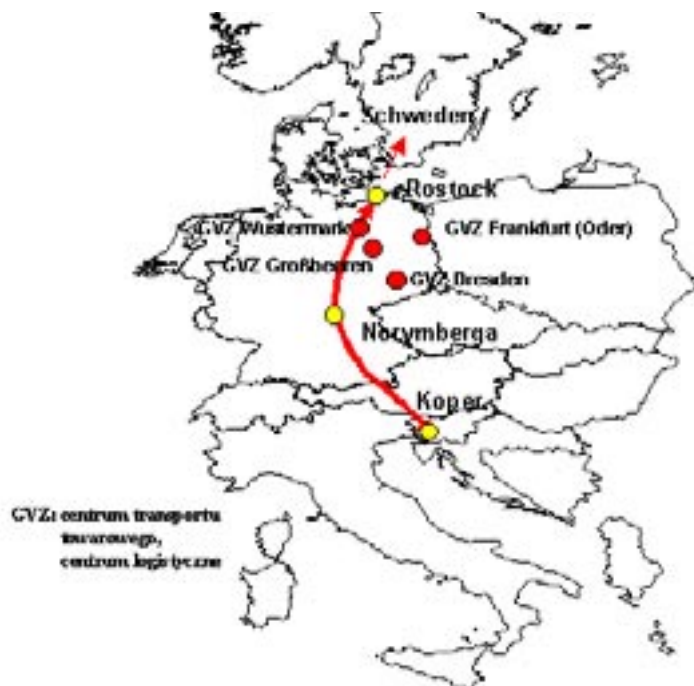 Schweden
Rostock
GVZ Wustermark
GVZ Frankfurt (Oder)
GVZ Großbeeren
GVZ Dresden
Norymberga
Koper
GVZ: centrum transportu
towarowego,
centrum logistyczne